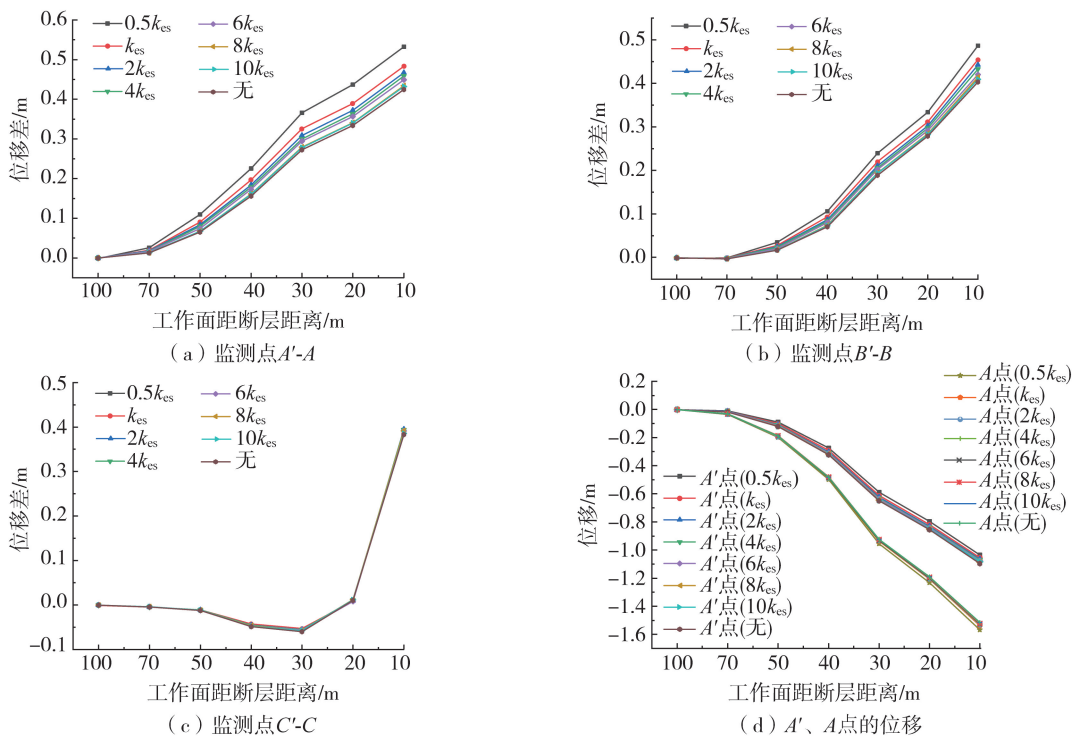 0.6
0.5
0.4
0.3
0.2
0.1
0.0
位移差/m
0.5kes
kes
2kes
4kes
6kes
8kes
10kes
无
100 70 50 40 30 20 10
工作面距断层距离/m
(a)监测点A′-A
0.5
0.4
0.3
0.2
0.1
0.0
位移差/m
0.5kes
kes
2kes
4kes
6kes
8kes
10kes
无
100 70 50 40 30 20 10
工作面距断层距离/m
(b)监测点B′-B
0.5
0.4
0.3
0.2
0.1
0.0
−0.1
位移差/m
0.5kes
kes
2kes
4kes
6kes
8kes
10kes
无
100 70 50 40 30 20 10
工作面距断层距离/m
(c)监测点C′-C
0.2
0.0
−0.2
−0.4
−0.6
−0.8
−1.0
−1.2
−1.4
−1.6
位移/m
A′点(0.5kes)
A′点(kes)
A′点(2kes)
A′点(4kes)
A′点(6kes)
A′点(8kes)
A′点(10kes)
A′点(无)
A点(0.5kes)
A点(kes)
A点(2kes)
A点(4kes)
A点(6kes)
A点(8kes)
A点(10kes)
A点(无)
100 70 50 40 30 20 10
工作面距断层距离/m
(d)A′、A点的位移